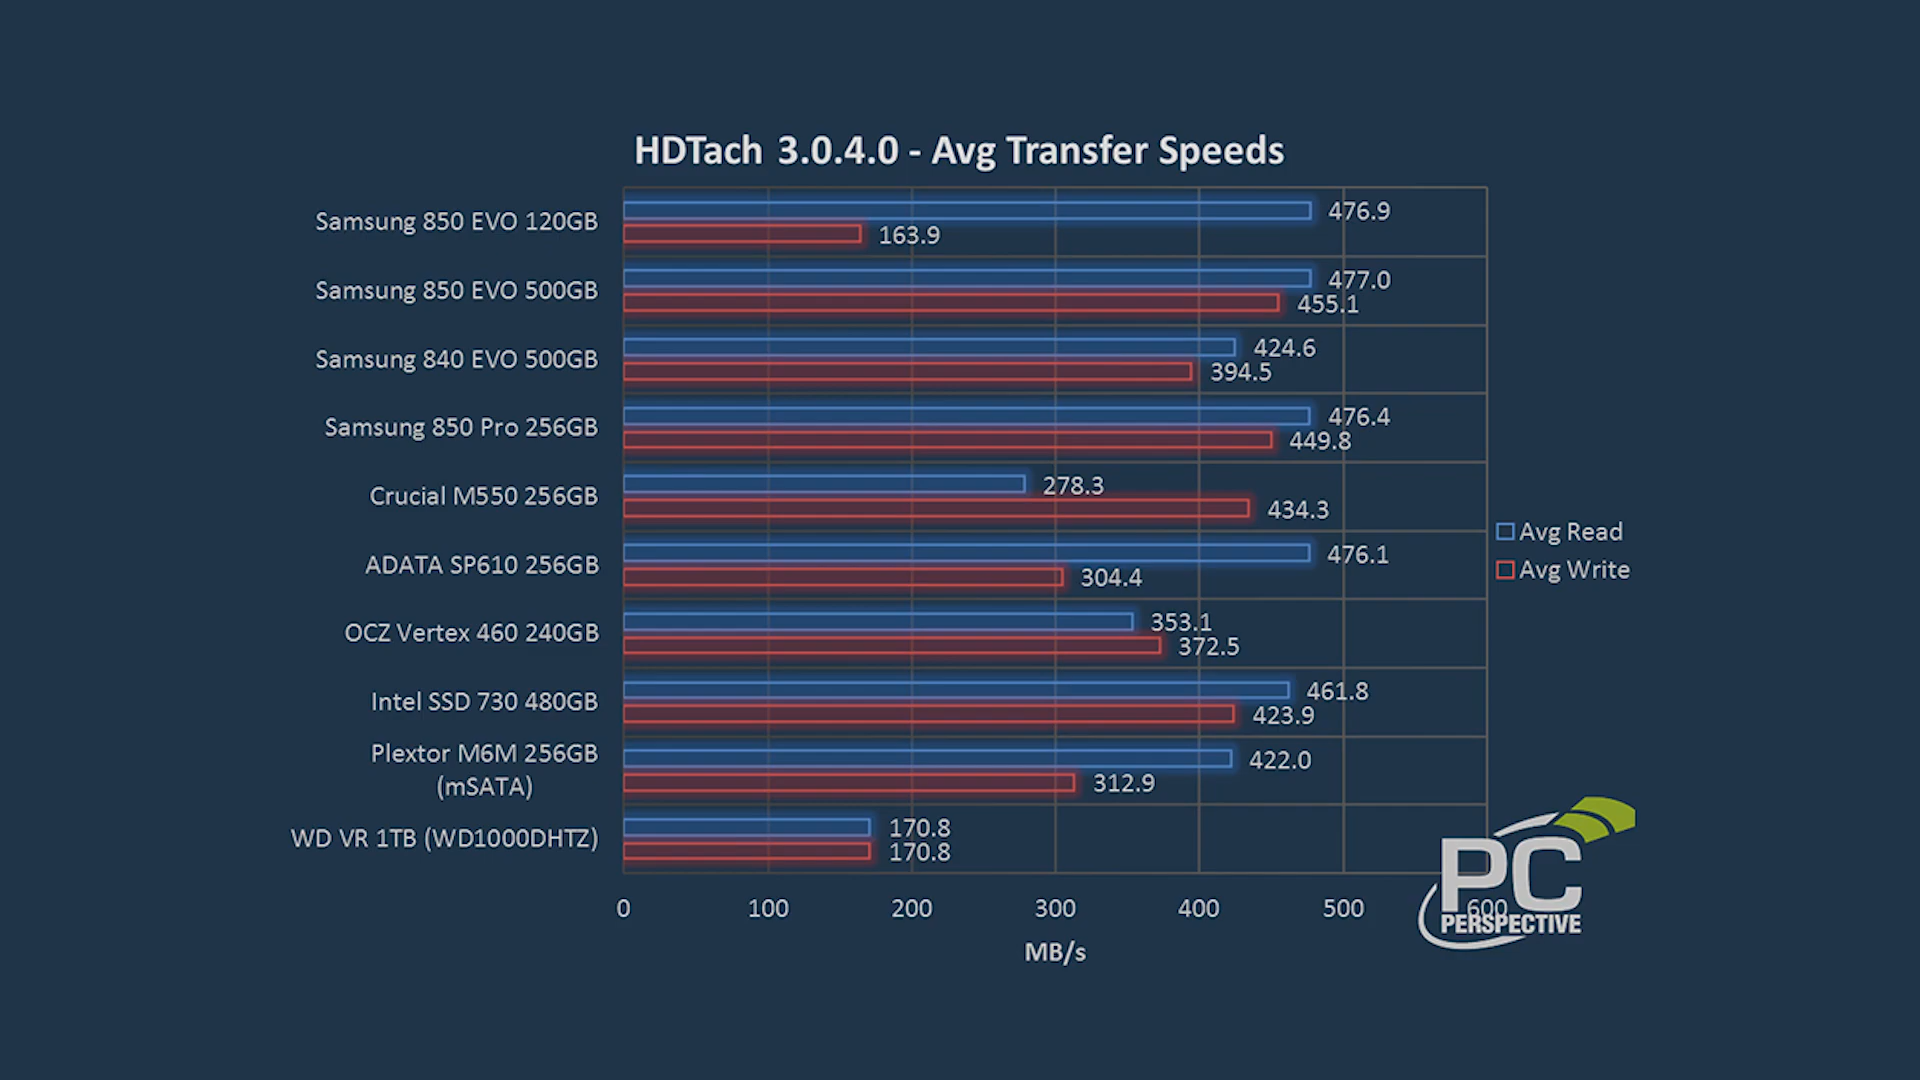 HDTach 3.0.4.0 - Avg Transfer Speeds
Samsung 850 EVO 120GB
476.9
163.9
Samsung 850 EVO 500GB
477.0
455.1
Samsung 840 EVO 500GB
424.6
394.5
Samsung 850 Pro 256GB
476.4
449.8
Crucial M550 256GB
278.3
434.3
ADATA SP610 256GB
476.1
304.4
OCZ Vertex 460 240GB
353.1
372.5
Intel SSD 730 480GB
461.8
423.9
Plextor M6M 256GB
(mSATA)
422.0
312.9
WD VR 1TB (WD1000DHTZ)
170.8
170.8
Avg Read
Avg Write
0 100 200 300 400 500 600
MB/s
PC
PERSPECTIVE